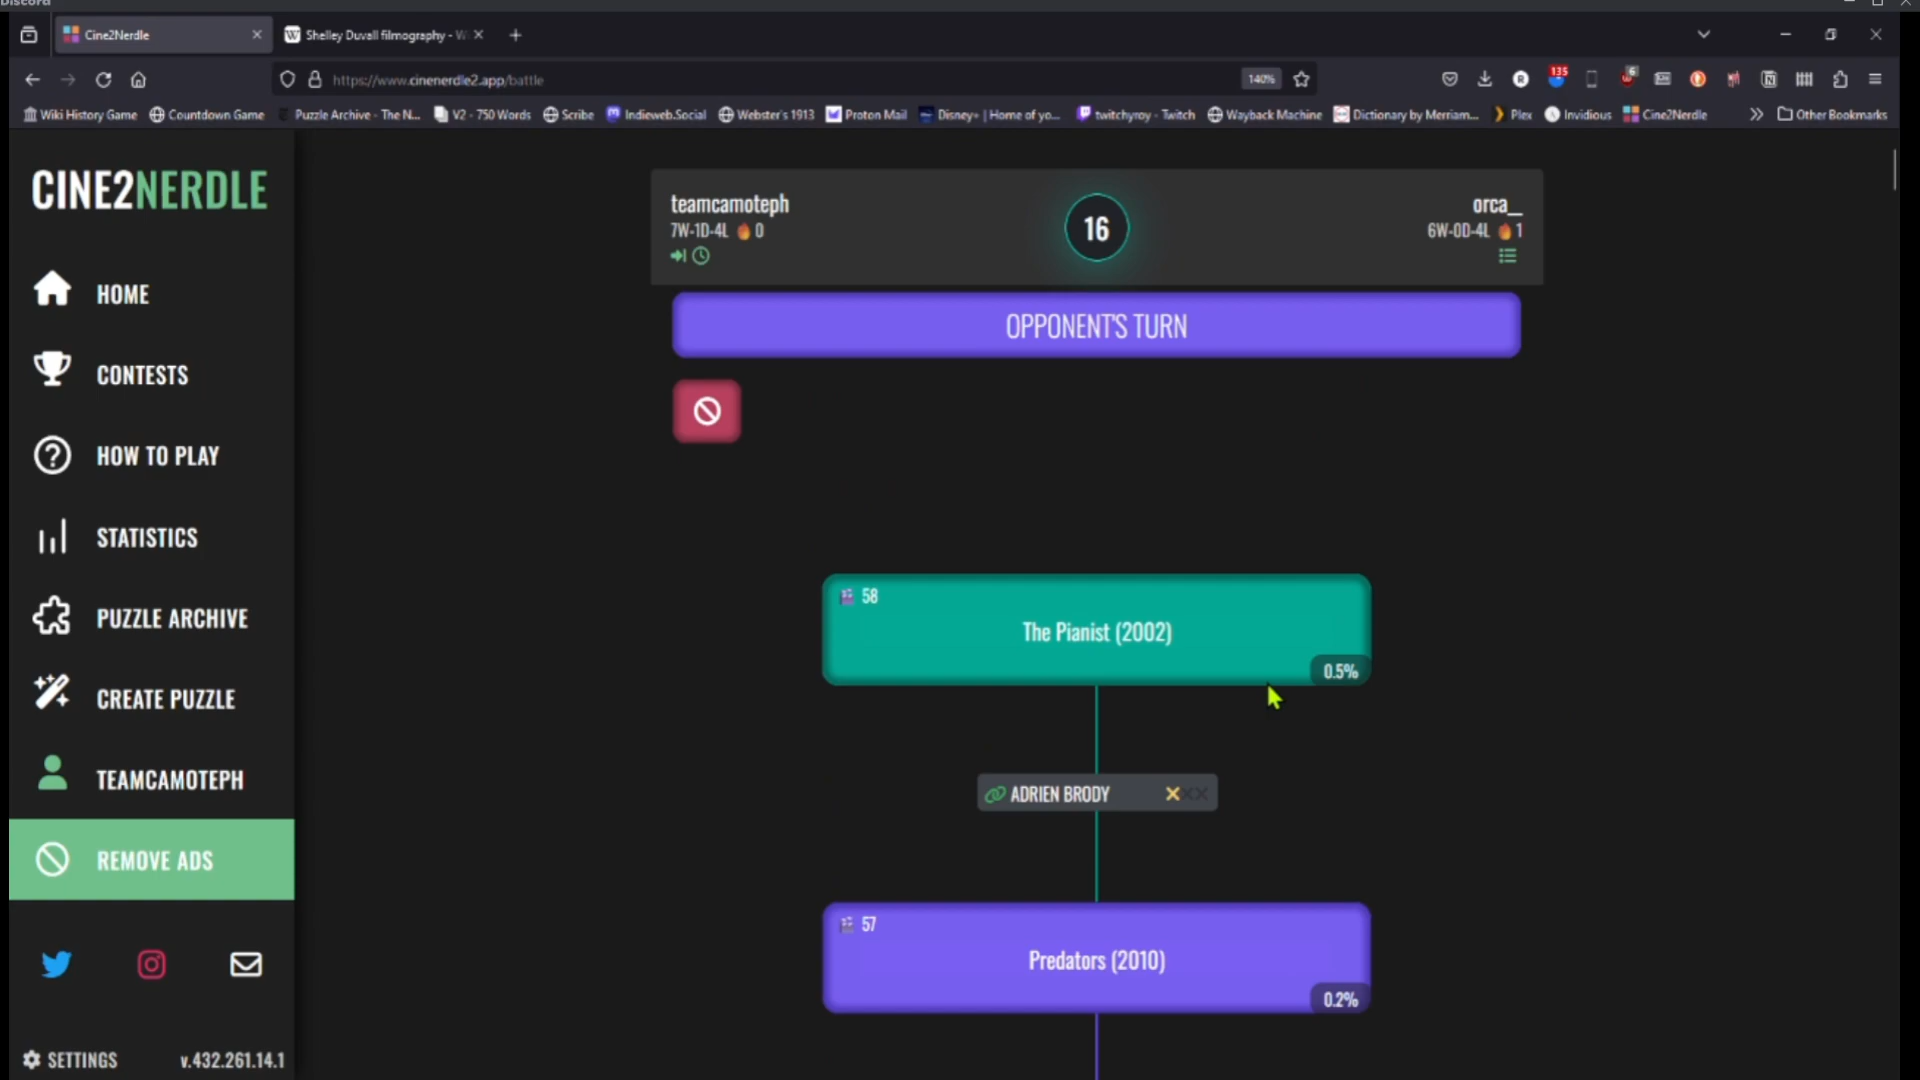 Discord
Cine2Nerdle
Shelley Duvall filmography - W
https://www.cinenerdle2.app/battle
140%
135
6
Wiki History Game
Countdown Game
Puzzle Archive - The N...
V2 - 750 Words
Scribe
Indieweb.Social
Webster's 1913
Proton Mail
Disney+ | Home of yo...
twitchyroy - Twitch
Wayback Machine
Dictionary by Merriam...
Plex
Invidious
Cine2Nerdle
Other Bookmarks
CINE2NERDLE
HOME
CONTESTS
HOW TO PLAY
STATISTICS
PUZZLE ARCHIVE
CREATE PUZZLE
TEAMCAMOTEPH
REMOVE ADS
SETTINGS
v.432.261.14.1
teamcamoteph
7W-1D-4L 0
16
orca__
6W-0D-4L 1
OPPONENT'S TURN
58
The Pianist (2002)
0.5%
ADRIEN BRODY
57
Predators (2010)
0.2%